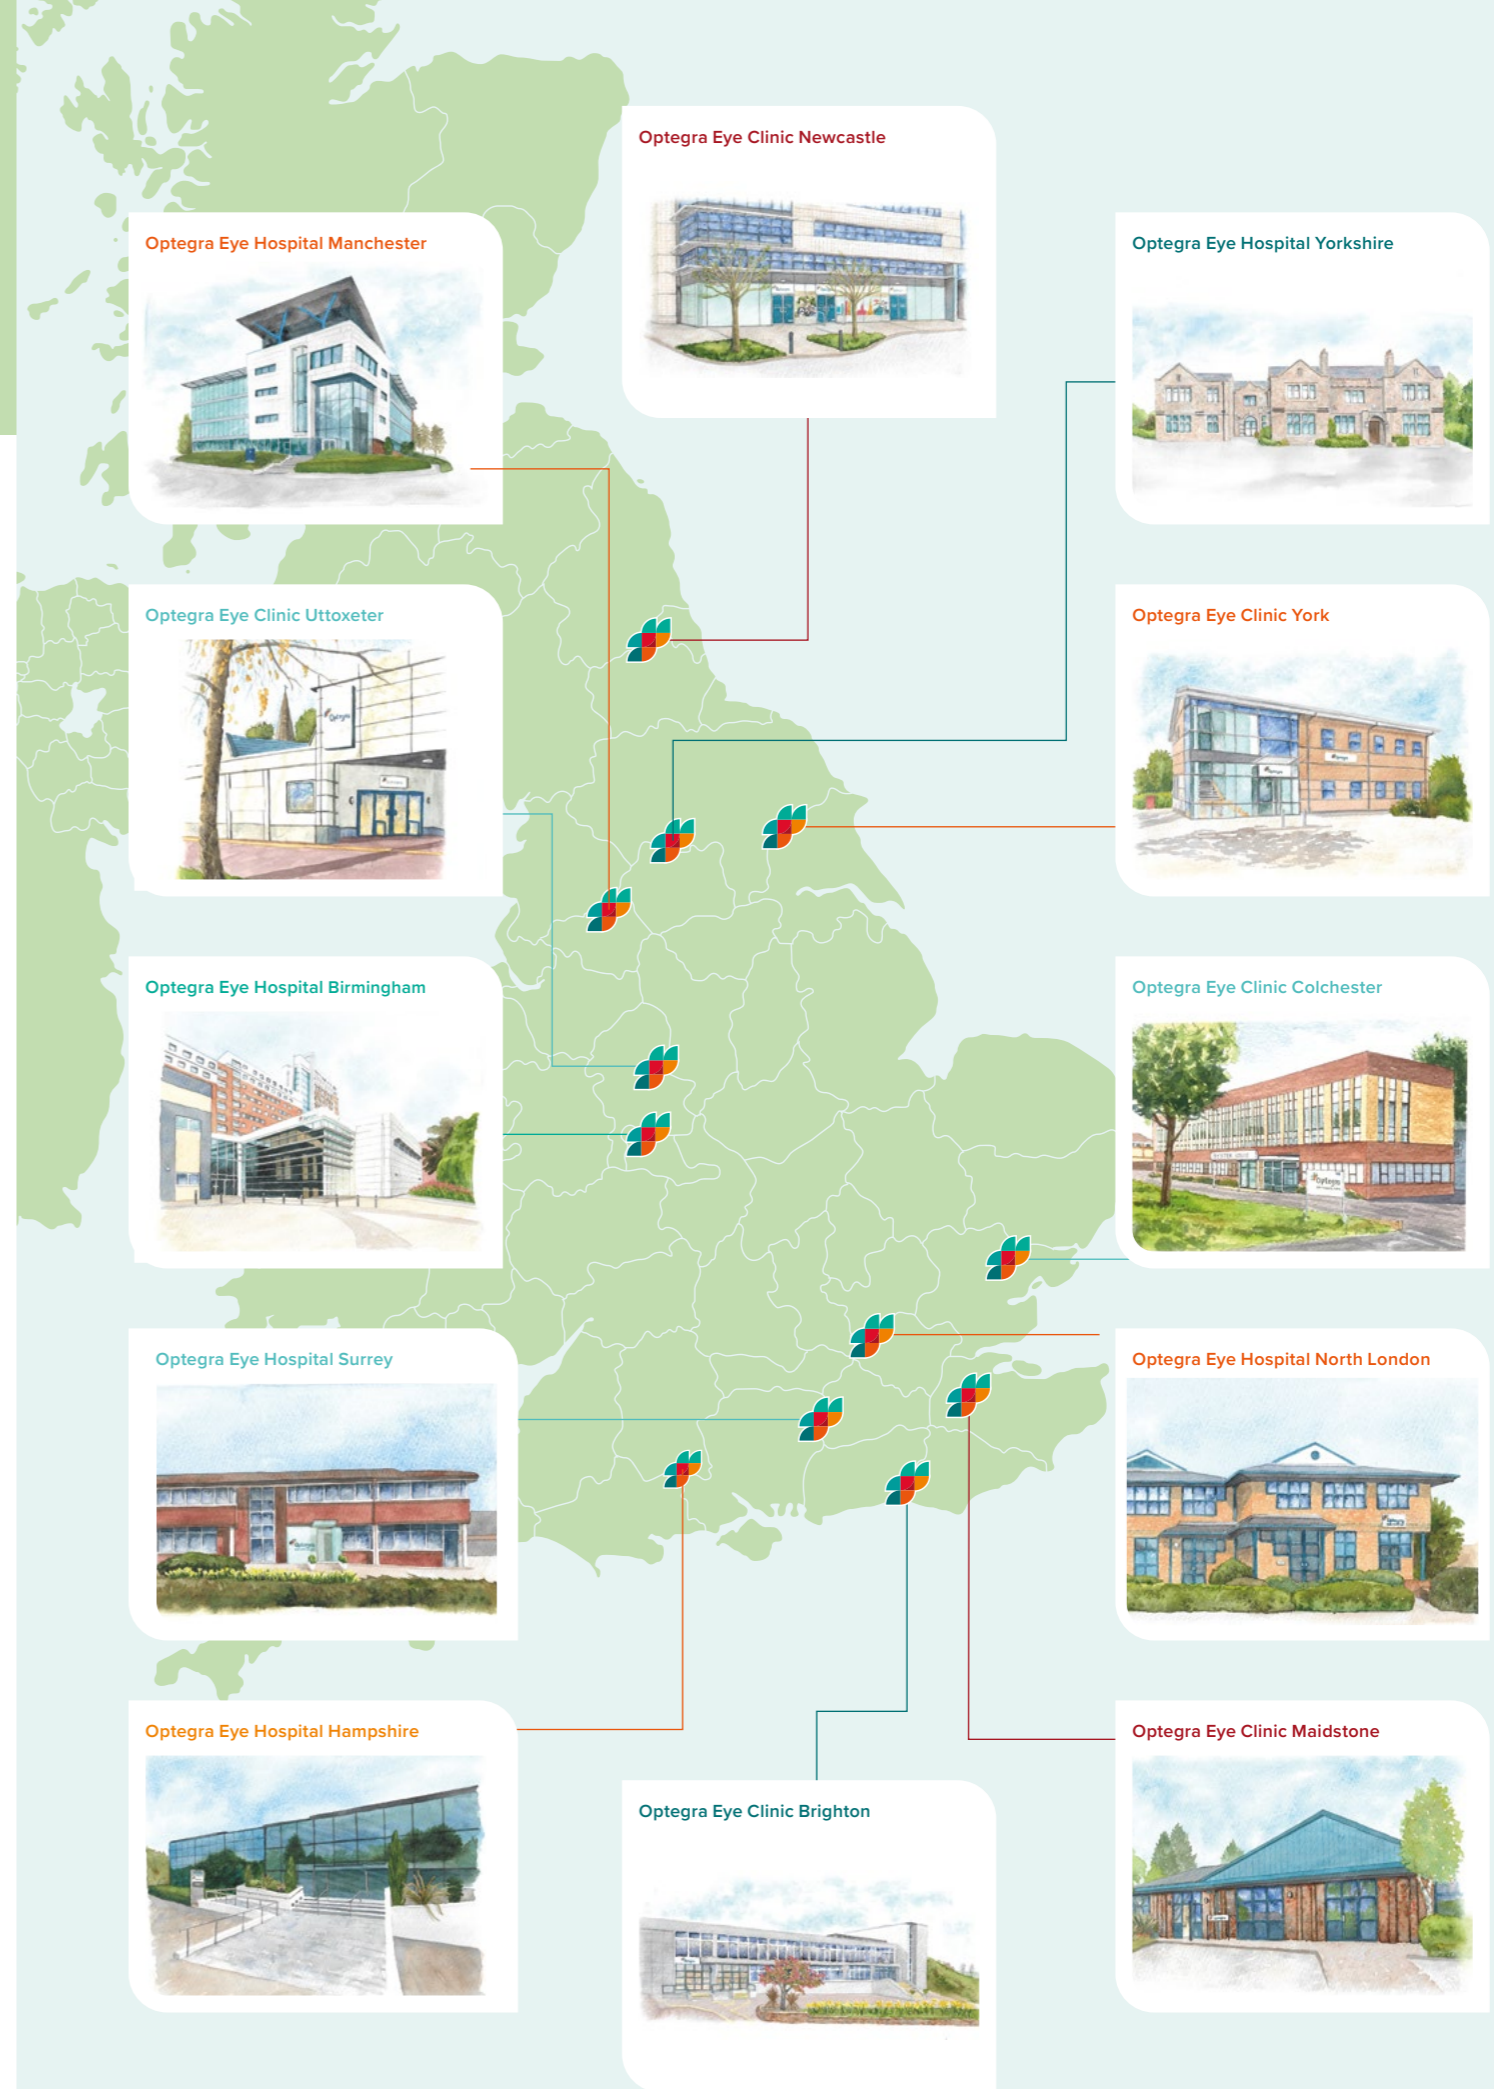 Optegra Eye Clinic Newcastle
Optegra Eye Hospital Manchester
Optegra Eye Hospital Yorkshire
Optegra Eye Clinic Uttoxeter
Optegra Eye Clinic York
Optegra Eye Hospital Birmingham
Optegra Eye Clinic Colchester
Optegra
Optegra Eye Hospital Surrey
Optegra Eye Hospital North London
Optegra
Optegra Eye Hospital Hampshire
Optegra Eye Clinic Maidstone
Optegra Eye Clinic Brighton